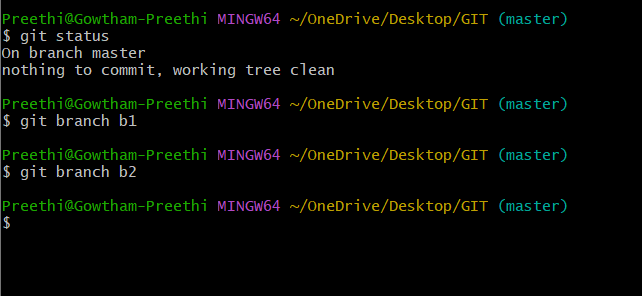 Preethi@Gowtham-Preethi MINGW64 ~/OneDrive/Desktop/GIT (master)
$ git status
On branch master
nothing to commit, working tree clean
Preethi@Gowtham-Preethi MINGW64 ~/OneDrive/Desktop/GIT (master)
$ git branch b1
Preethi@Gowtham-Preethi MINGW64 ~/OneDrive/Desktop/GIT (master)
$ git branch b2
Preethi@Gowtham-Preethi MINGW64 ~/OneDrive/Desktop/GIT (master)
$